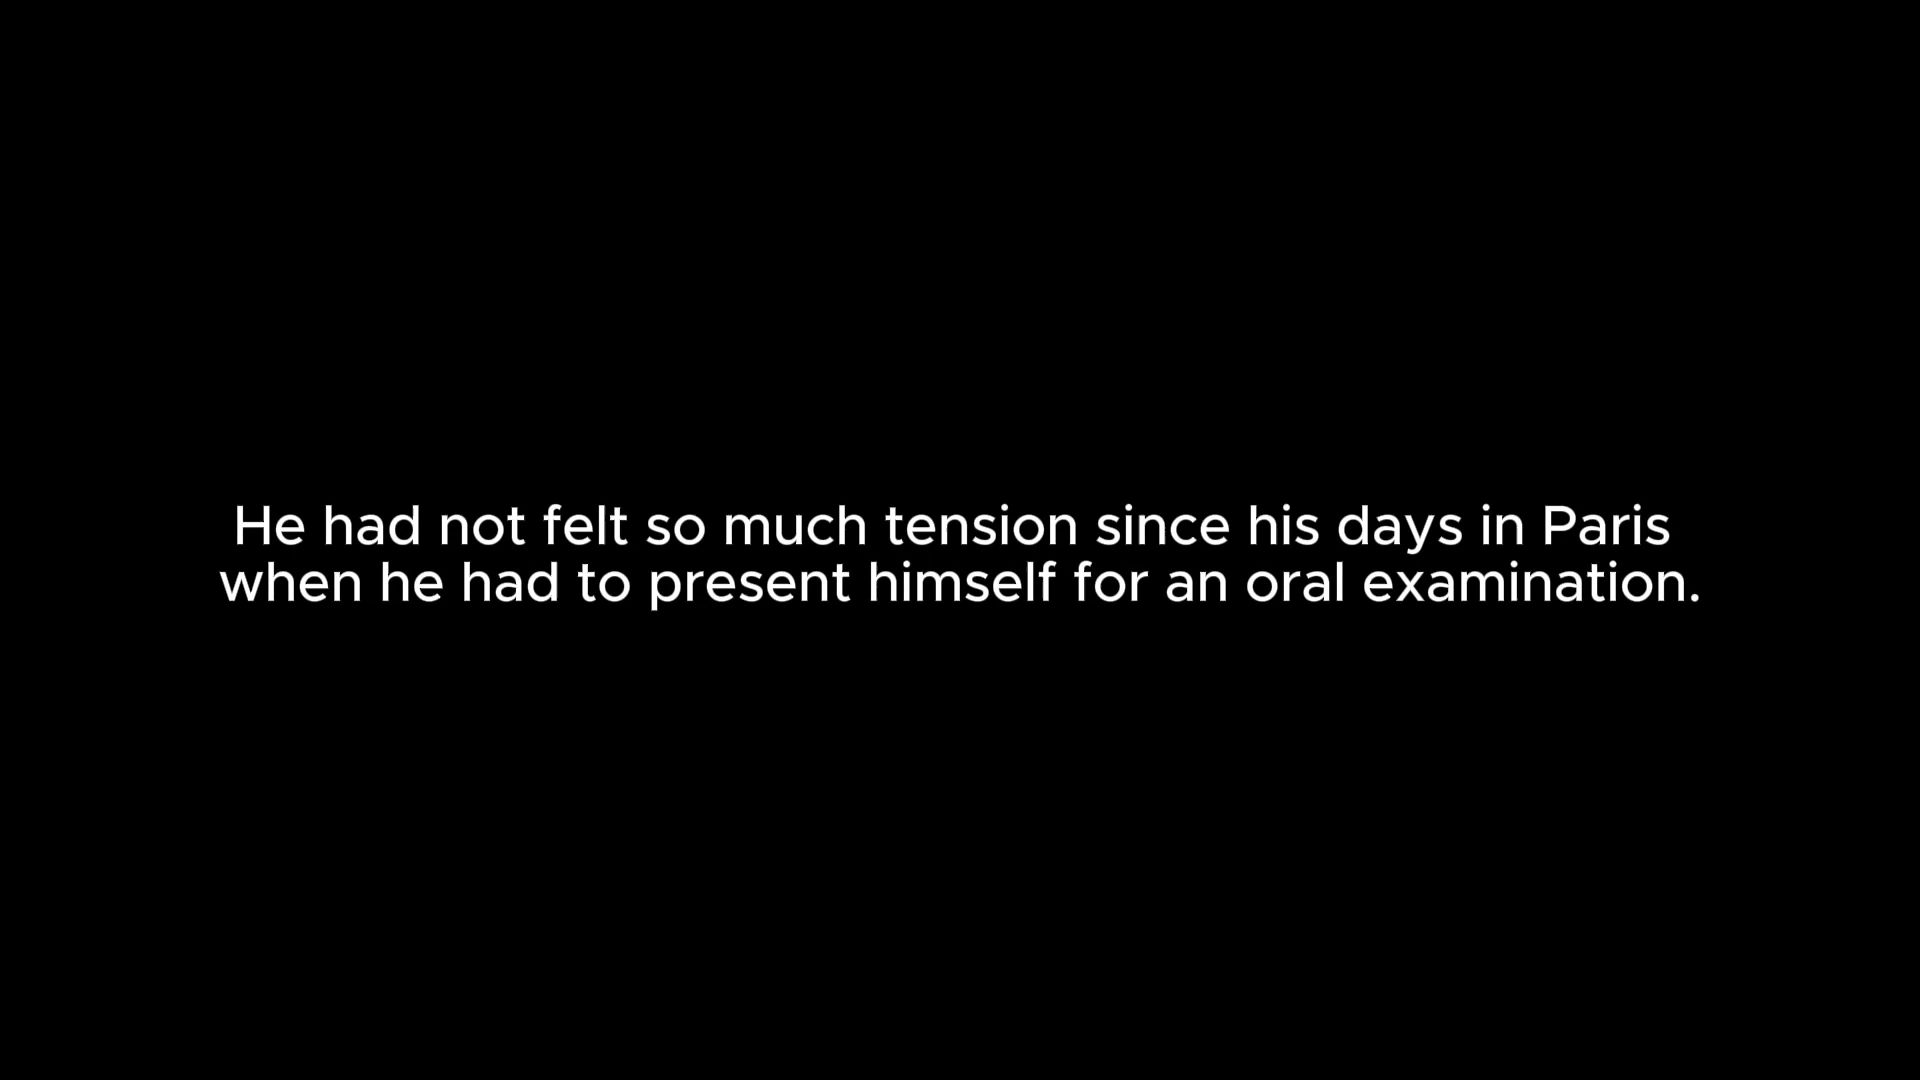 He had not felt so much tension since his days in Paris
when he had to present himself for an oral examination.